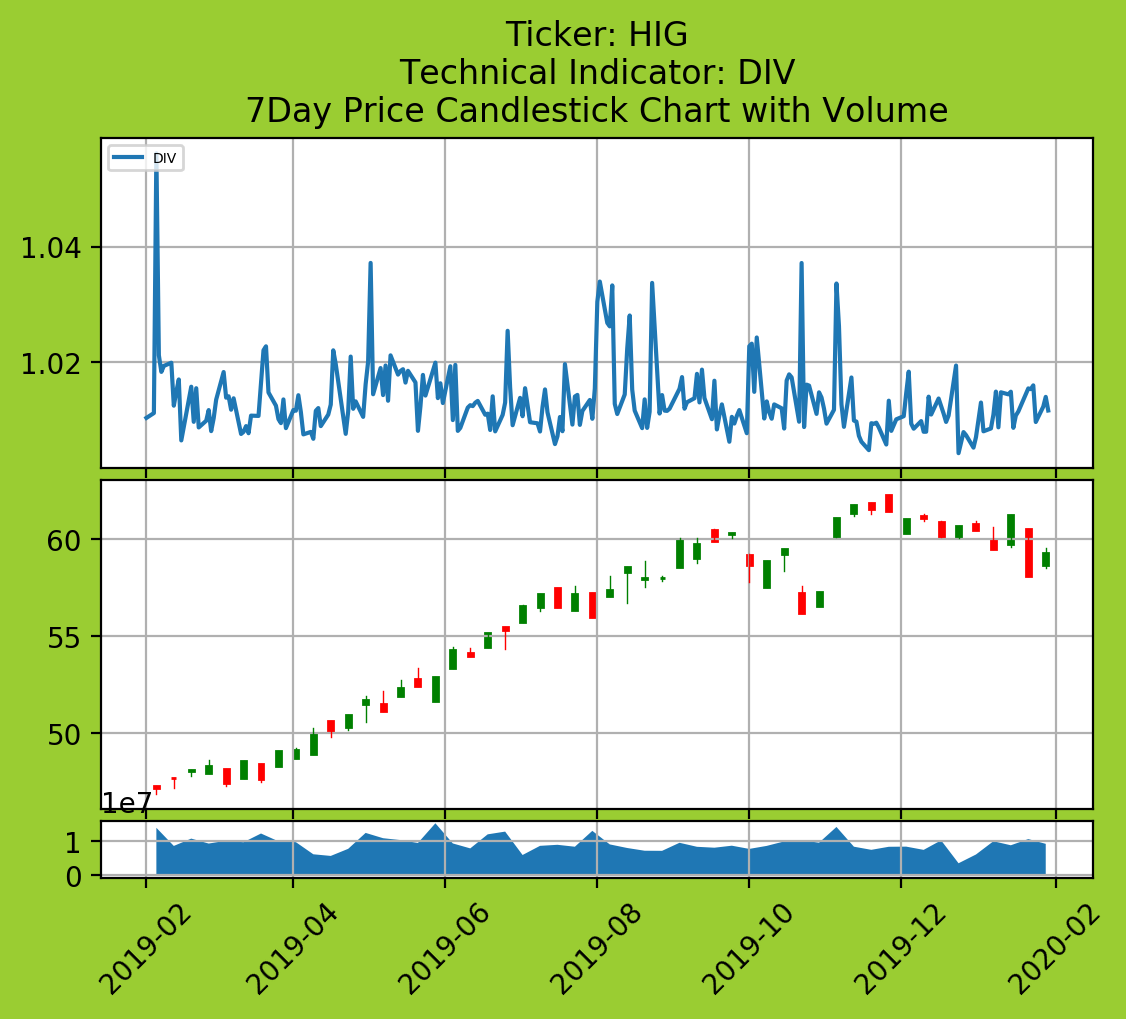 Ticker: HIG
Technical Indicator: DIV
7Day Price Candlestick Chart with Volume
DIV
1.04
1.02
60
55
50
1e7
1
0
2019-02
2019-04
2019-06
2019-08
2019-10
2019-12
2020-02